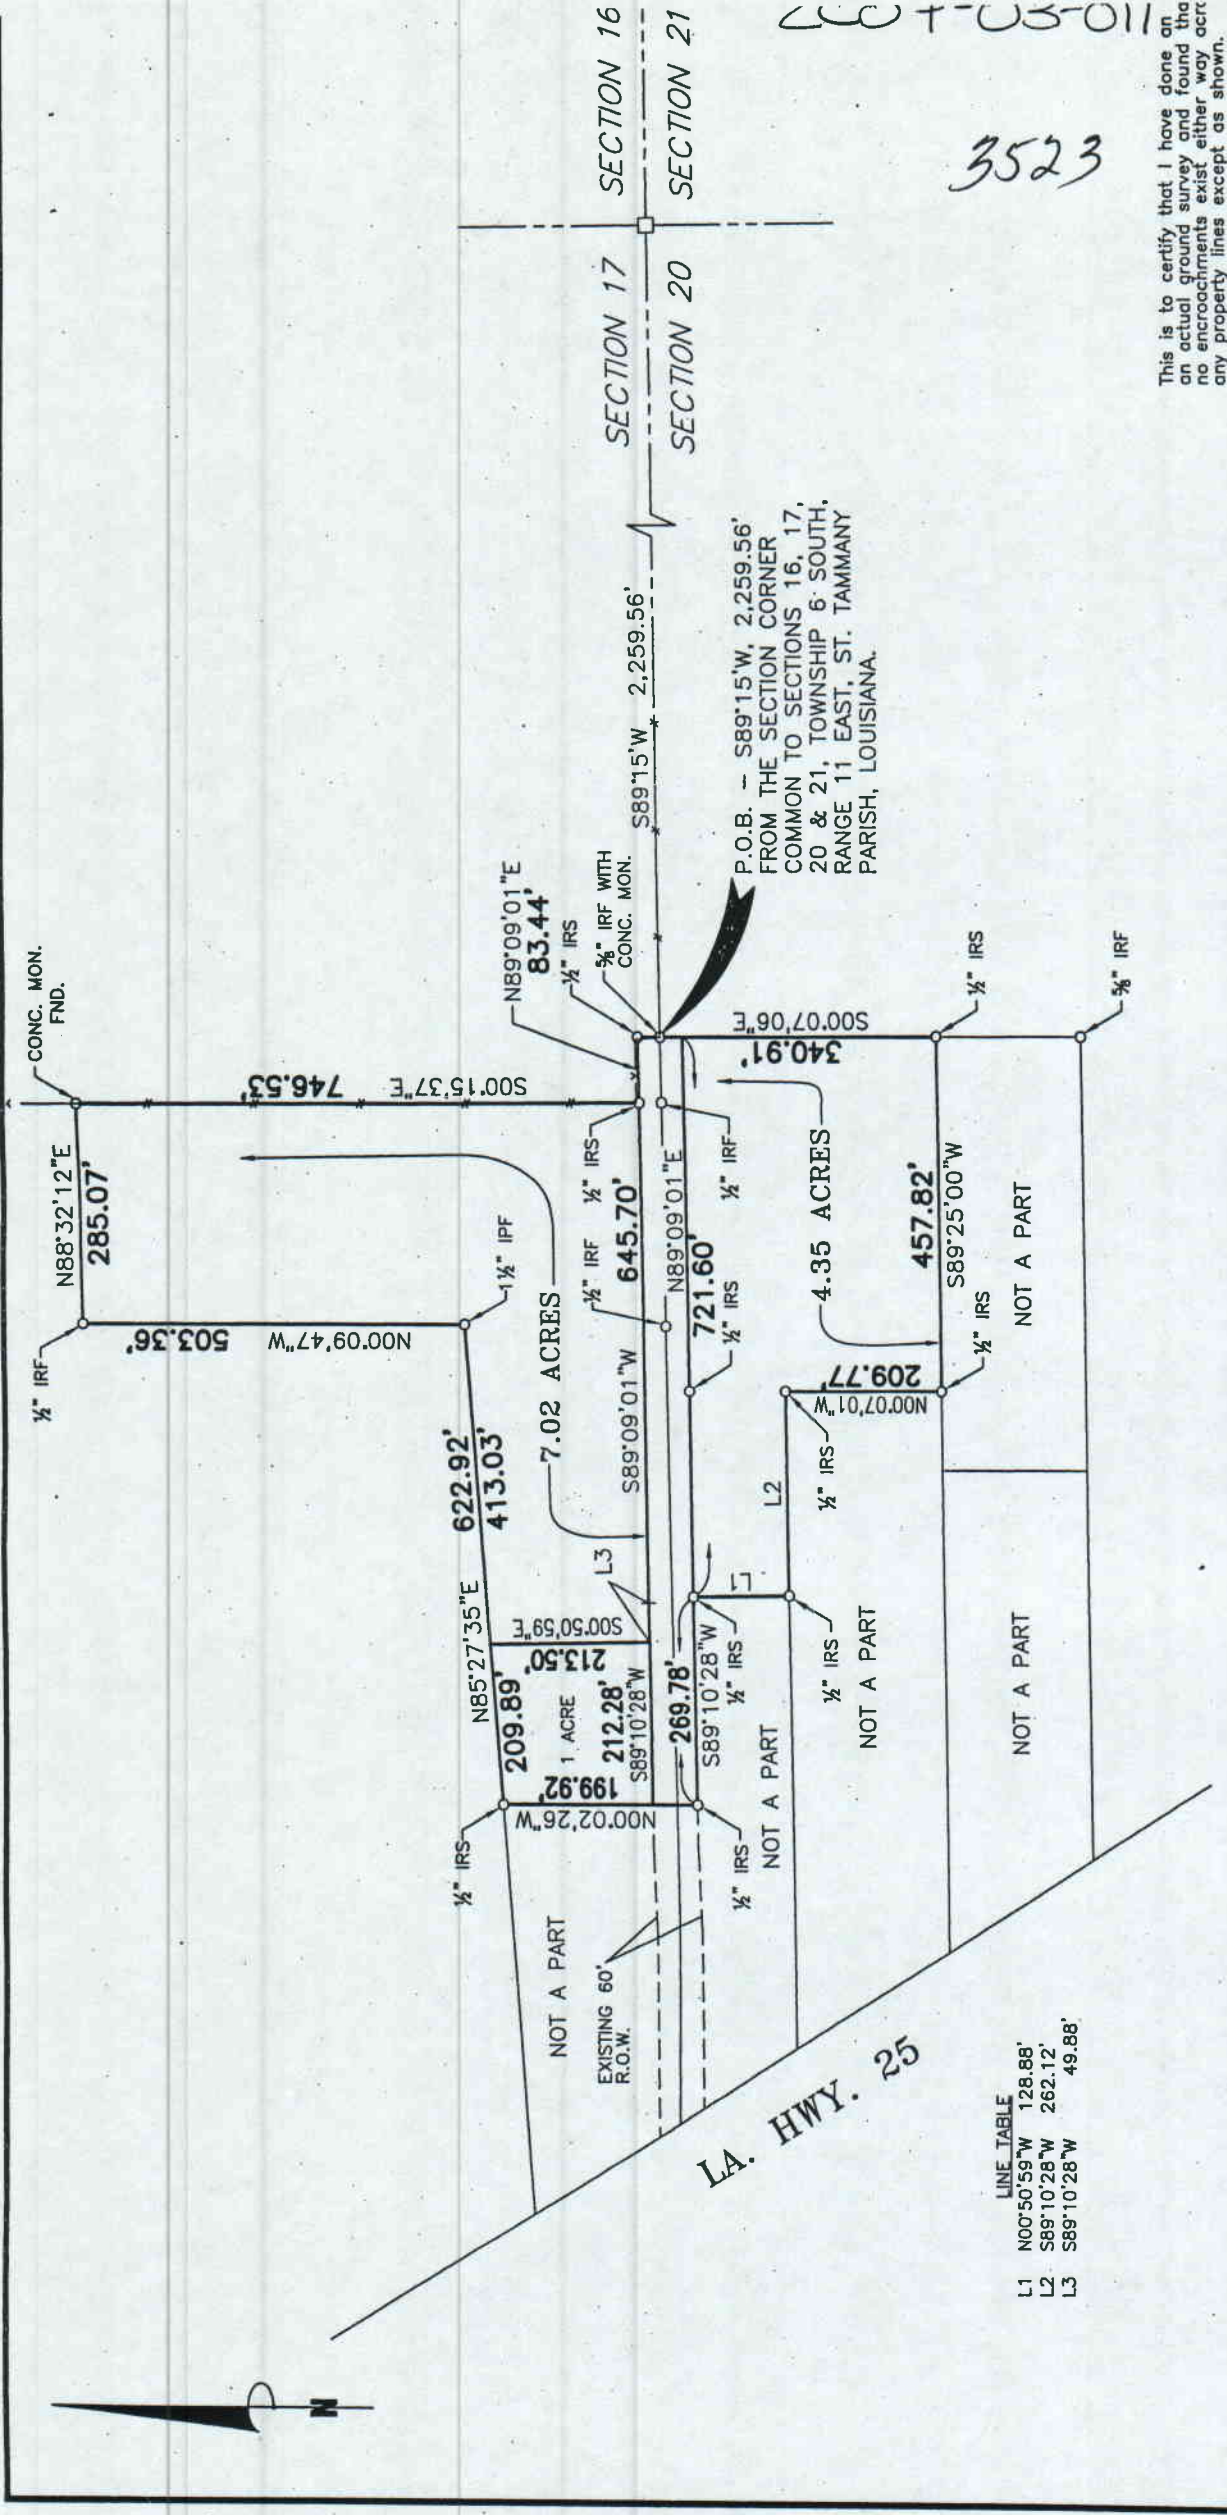 SECTION 16
SECTION 21
SECTION 17
SECTION 20
3523
This is to certify that I have done an
an actual ground survey and found
no encroachments exist either way
any property lines except as shown.
CONC. MON.
FND.
N88°32'12"E
285.07'
½" IRF
746.53'
S00°15'37"E
503.36'
N00°09'47"W
1½" IPF
N89°09'01"E
83.44'
½" IRS
⅝" IRF WITH
CONC. MON.
S89°15'W 2,259.56'
P.O.B. - S89°15'W, 2,259.56'
FROM THE SECTION CORNER
COMMON TO SECTIONS 16, 17,
20 & 21, TOWNSHIP 6 SOUTH,
RANGE 11 EAST, ST. TAMMANY
PARISH, LOUISIANA.
7.02 ACRES
622.92'
413.03'
N85°27'35"E
209.89'
½" IRS
½" IRF
645.70'
S89°09'01"W
L3
S00°50'59"E
213.50'
1 ACRE
212.28'
S89°10'28"W
199.92'
N00°02'26"W
½" IRS
N89°09'01"E
721.60'
½" IRS
½" IRF
S00°07'06"E
340.91'
4.35 ACRES
½" IRS
⅝" IRF
457.82'
S89°25'00"W
½" IRS
209.77'
N00°07'01"W
½" IRS
L2
L1
½" IRS
½" IRS
269.78'
S89°10'28"W
½" IRS
NOT A PART
NOT A PART
NOT A PART
NOT A PART
NOT A PART
EXISTING 60'
R.O.W.
LA. HWY. 25
LINE TABLE
L1 N00°50'59"W 128.88'
L2 S89°10'28"W 262.12'
L3 S89°10'28"W 49.88'
N